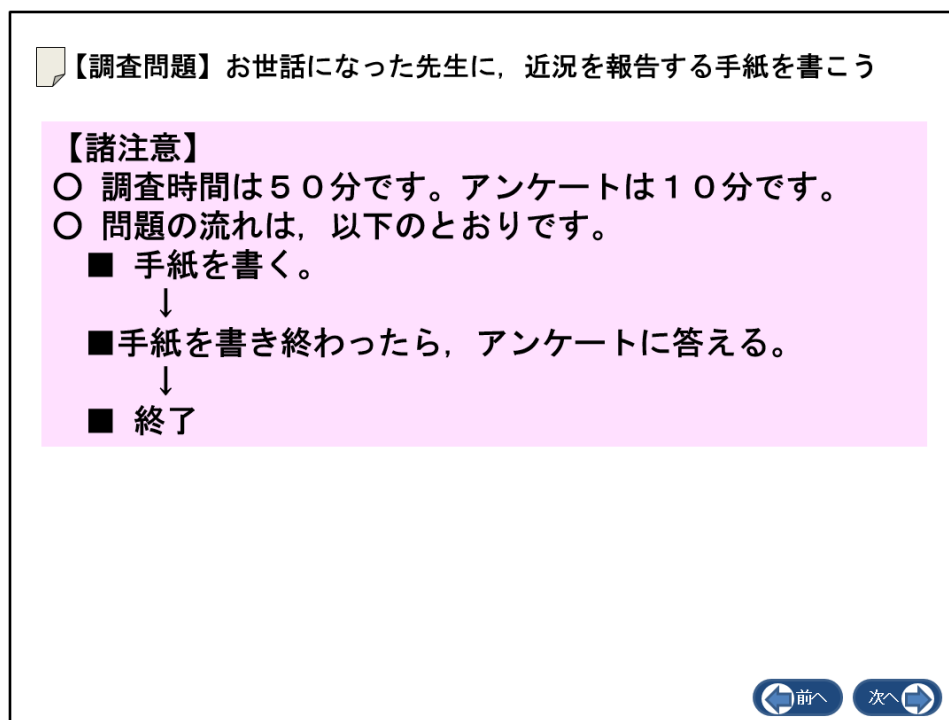 【調査問題】お世話になった先生に，近況を報告する手紙を書こう
【諸注意】
○ 調査時間は５０分です。アンケートは１０分です。
○ 問題の流れは，以下のとおりです。
■ 手紙を書く。
↓
■手紙を書き終わったら，アンケートに答える。
↓
■ 終了
前へ
次へ